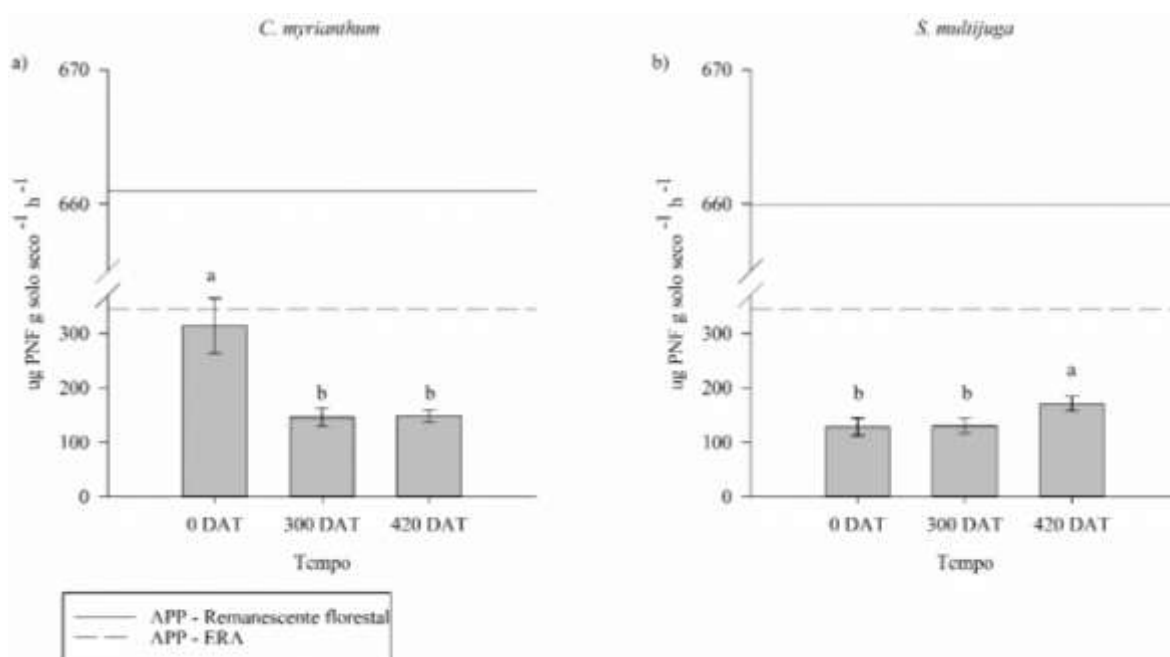 C. myrianthum
a)
670
660
300
200
100
0
ug PNF g solo seco -1 h -1
a
b
b
0 DAT 300 DAT 420 DAT
Tempo
S. multijuga
b)
670
660
300
200
100
0
ug PNF g solo seco -1 h -1
b
b
a
0 DAT 300 DAT 420 DAT
Tempo
APP - Remanescente florestal
APP - ERA